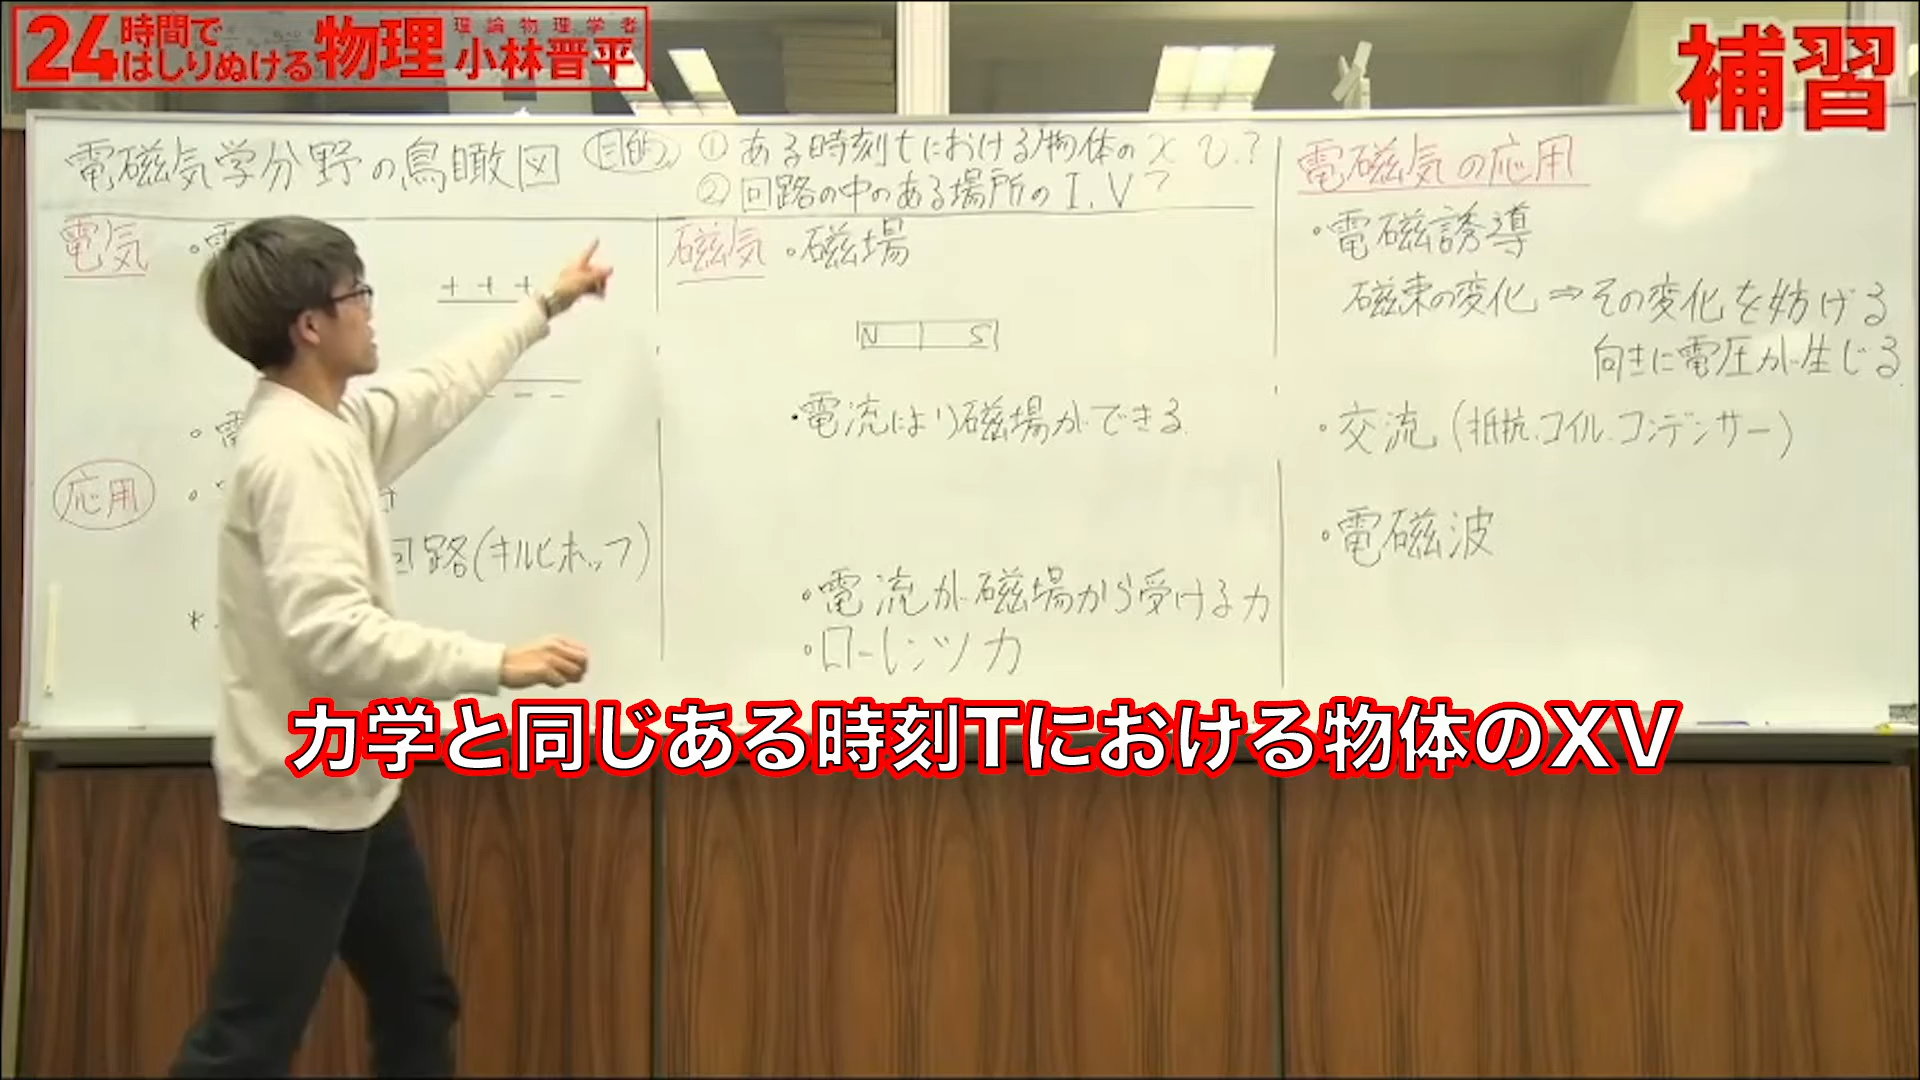 24時間で
はしりぬける物理
理論物理学者
小林晋平
補習
電磁気学分野の鳥瞰図
目的
① ある時刻tにおける物体の x v.?
② 回路の中のある場所の I, V?
電気
+ + +
応用
回路(キルヒホッフ)
磁気
・磁場
N S
・電流により磁場ができる
・電流が磁場から受ける力
・ローレンツ力
電磁気の応用
・電磁誘導
磁束の変化 ⇒ その変化を妨げる
向きに電圧が生じる
・交流 (抵抗、コイル、コンデンサー)
・電磁波
力学と同じある時刻Tにおける物体のXV